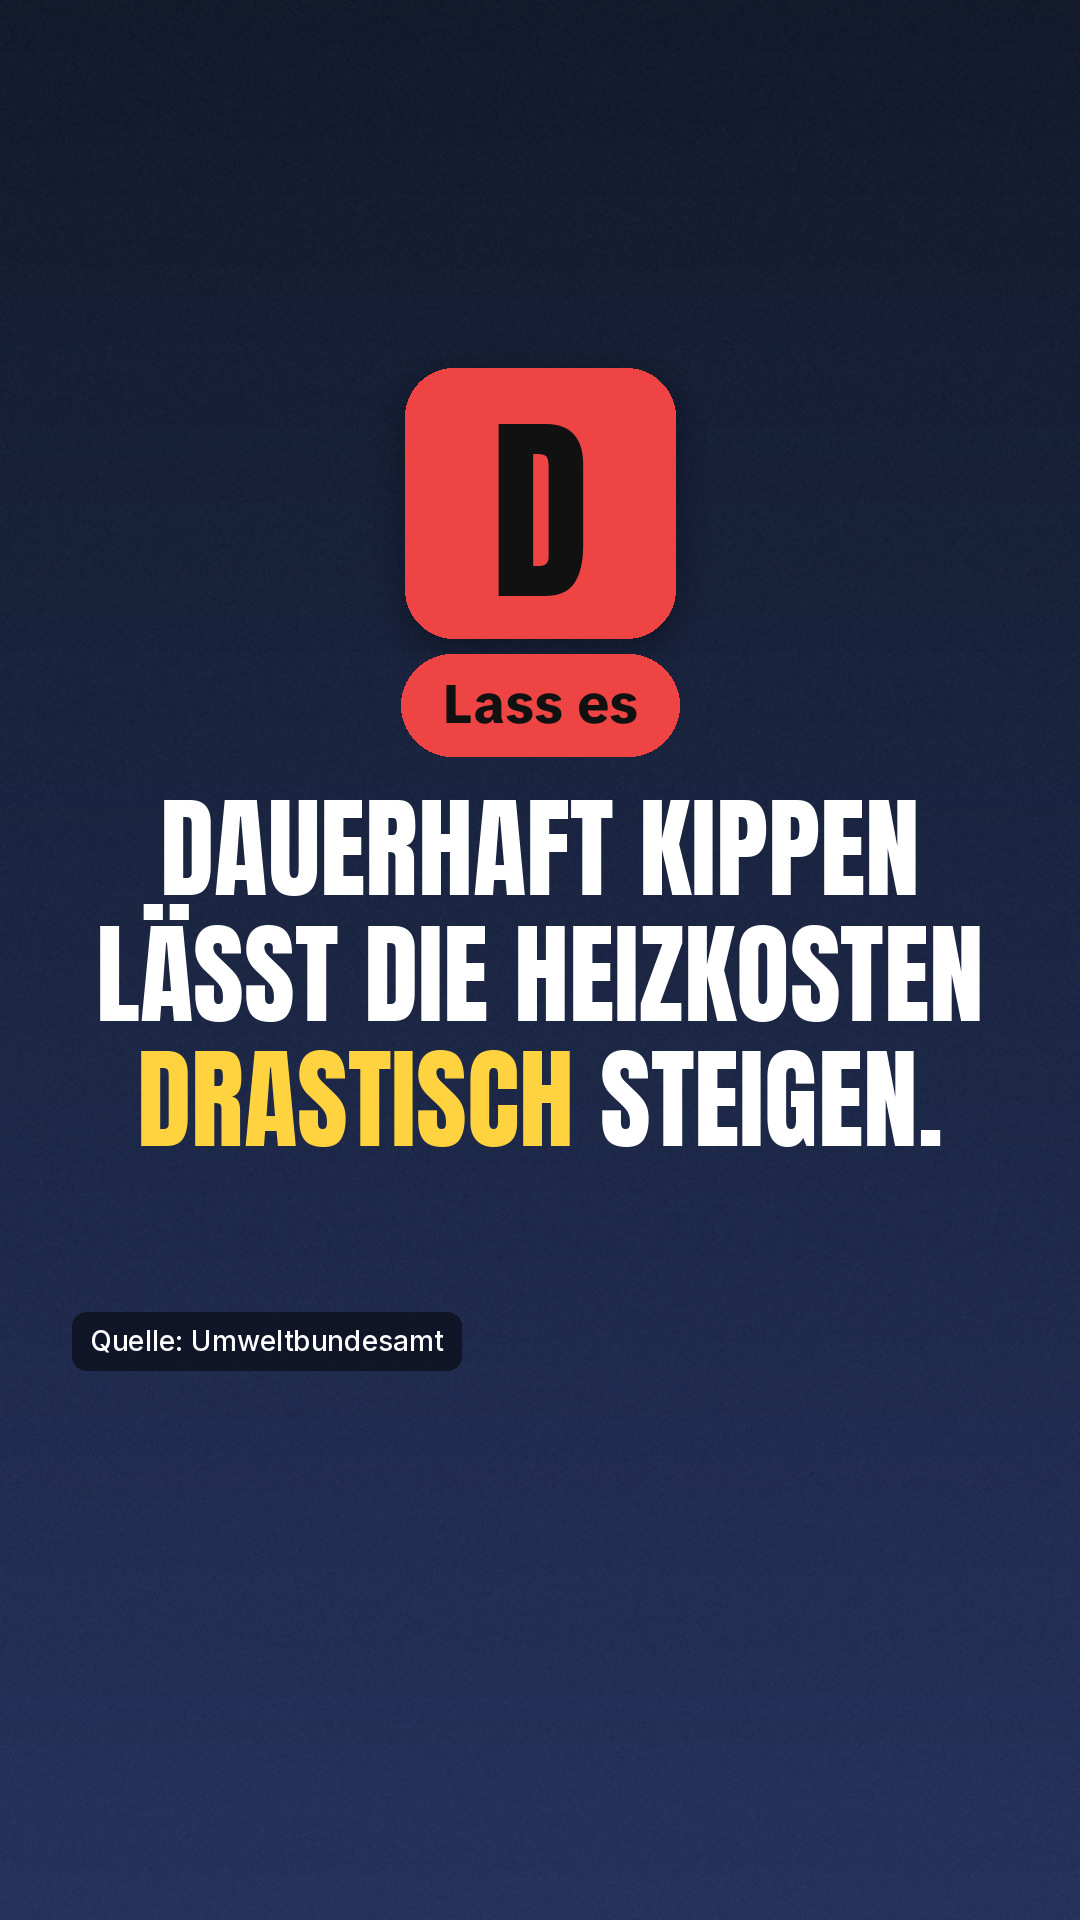 D
Lass es
DAUERHAFT KIPPEN
LÄSST DIE HEIZKOSTEN
DRASTISCH STEIGEN.
Quelle: Umweltbundesamt